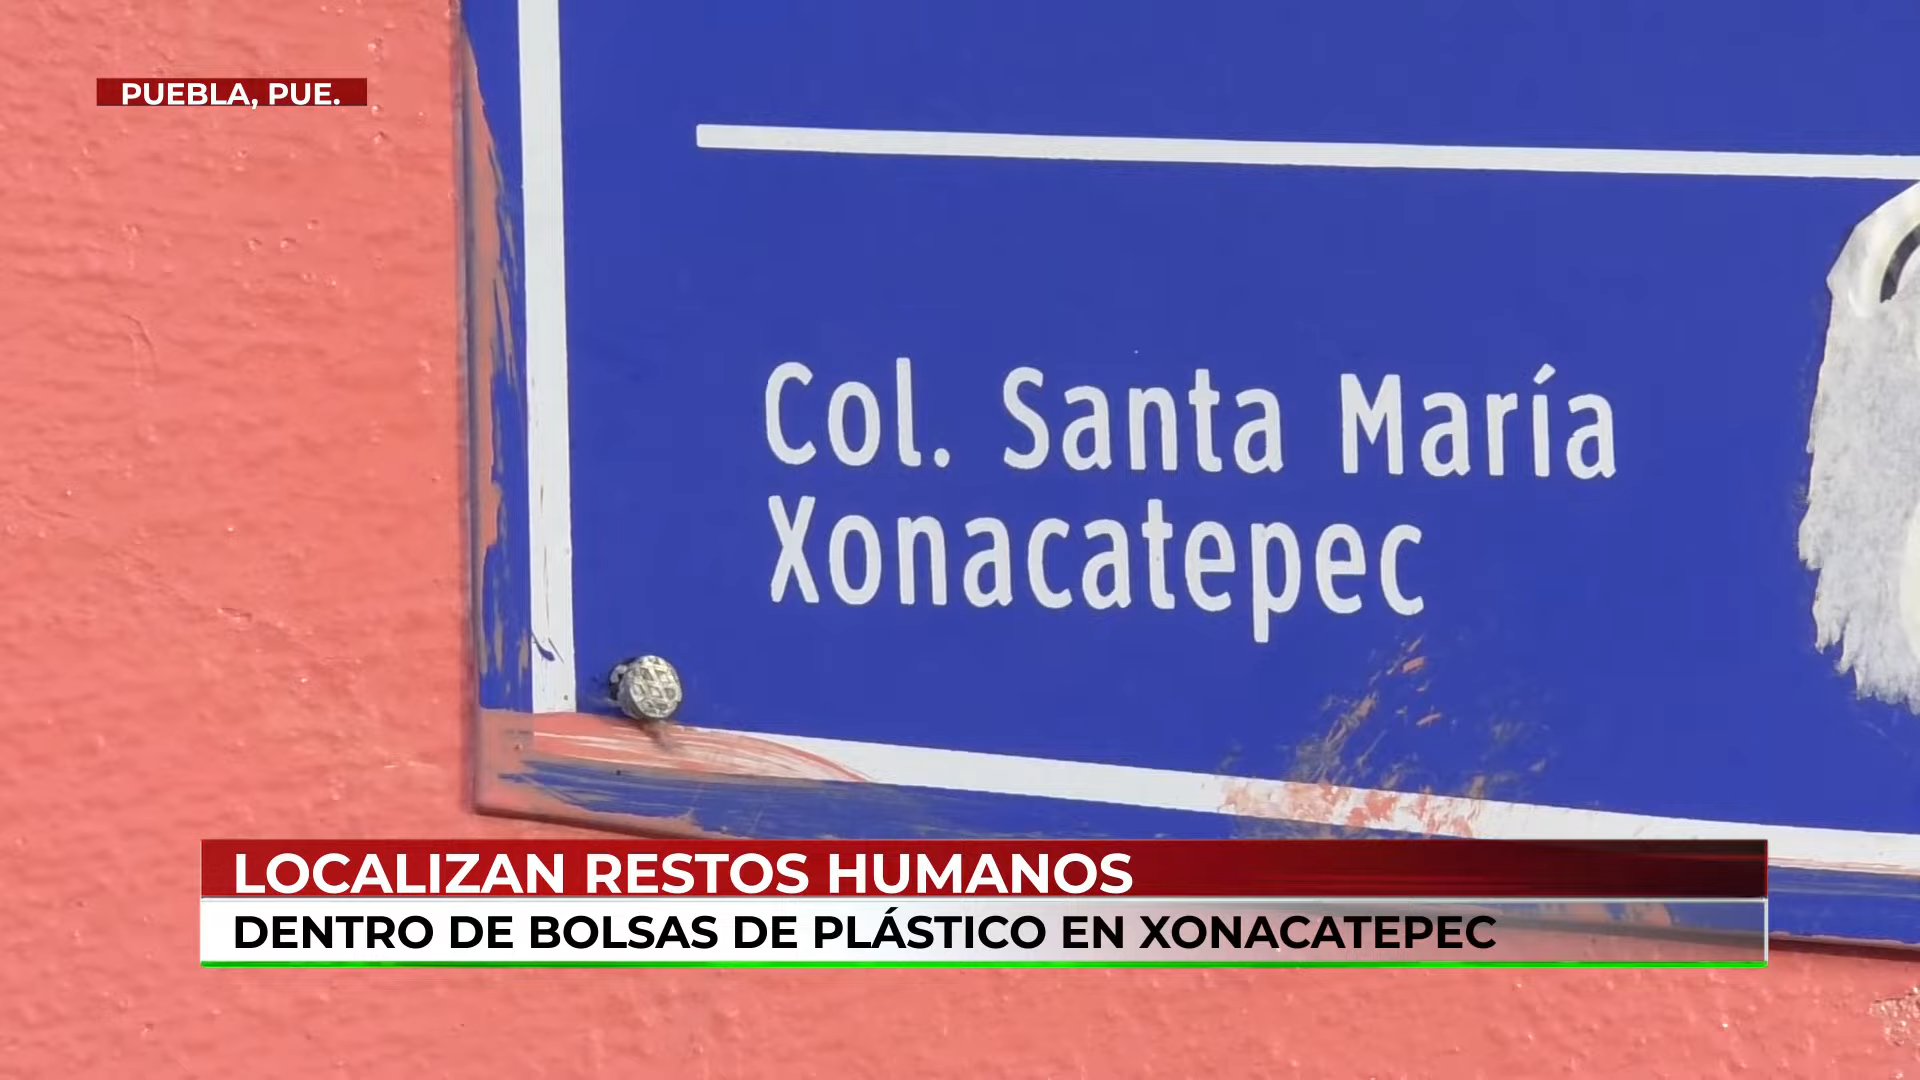 PUEBLA, PUE.
Col. Santa María
Xonacatepec
LOCALIZAN RESTOS HUMANOS
DENTRO DE BOLSAS DE PLÁSTICO EN XONACATEPEC